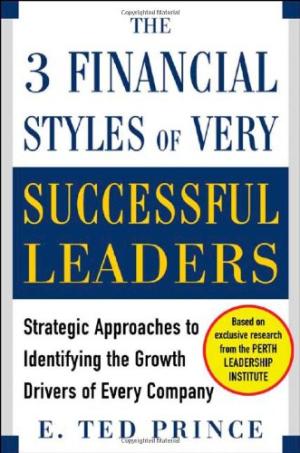 THE
3 FINANCIAL
STYLES OF VERY
SUCCESSFUL
LEADERS
Strategic Approaches to
Identifying the Growth
Drivers of Every Company
Based on
exclusive research
from the PERTH
LEADERSHIP
INSTITUTE
E. TED PRINCE